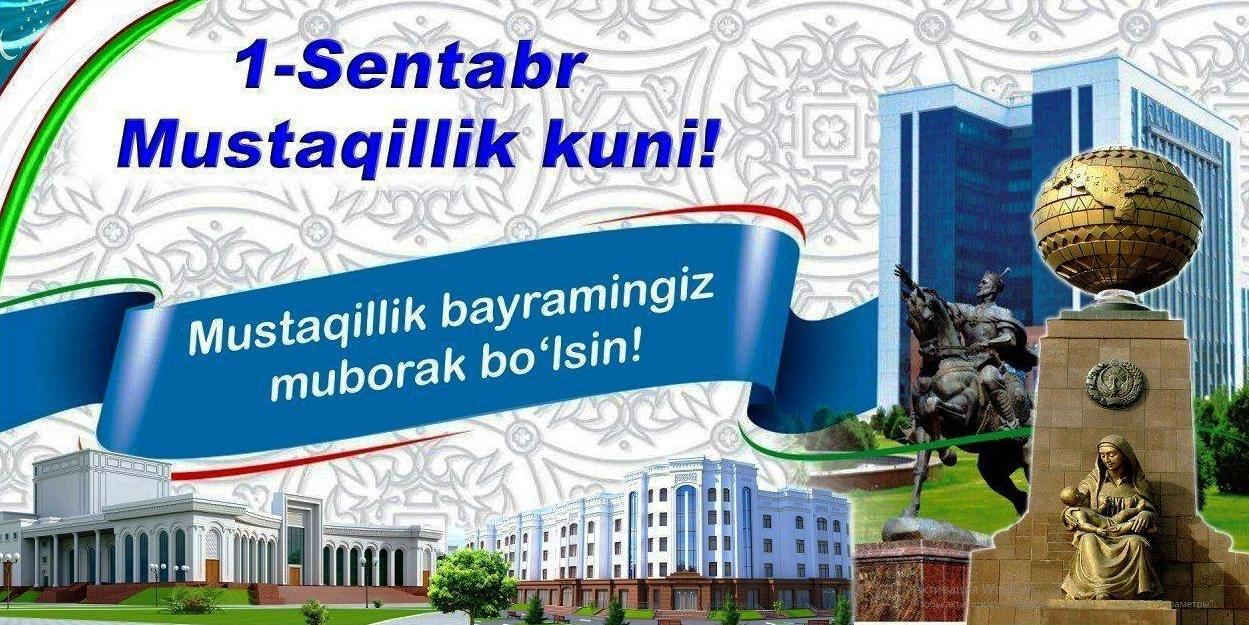 1-Sentabr
Mustaqillik kuni!
Mustaqillik bayramingiz
muborak bo‘lsin!